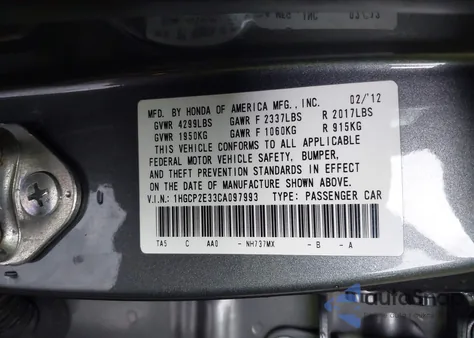 MFD. BY HONDA OF AMERICA MFG., INC. 02/'12
GVWR 4299LBS GAWR F 2337LBS R 2017LBS
GVWR 1950KG GAWR F 1060KG R 915KG
THIS VEHICLE CONFORMS TO ALL APPLICABLE
FEDERAL MOTOR VEHICLE SAFETY, BUMPER,
AND THEFT PREVENTION STANDARDS IN EFFECT
ON THE DATE OF MANUFACTURE SHOWN ABOVE.
V.I.N.: 1HGCP2E33CA097993 TYPE: PASSENGER CAR
TA5 C AA0 - NH737MX - B - A